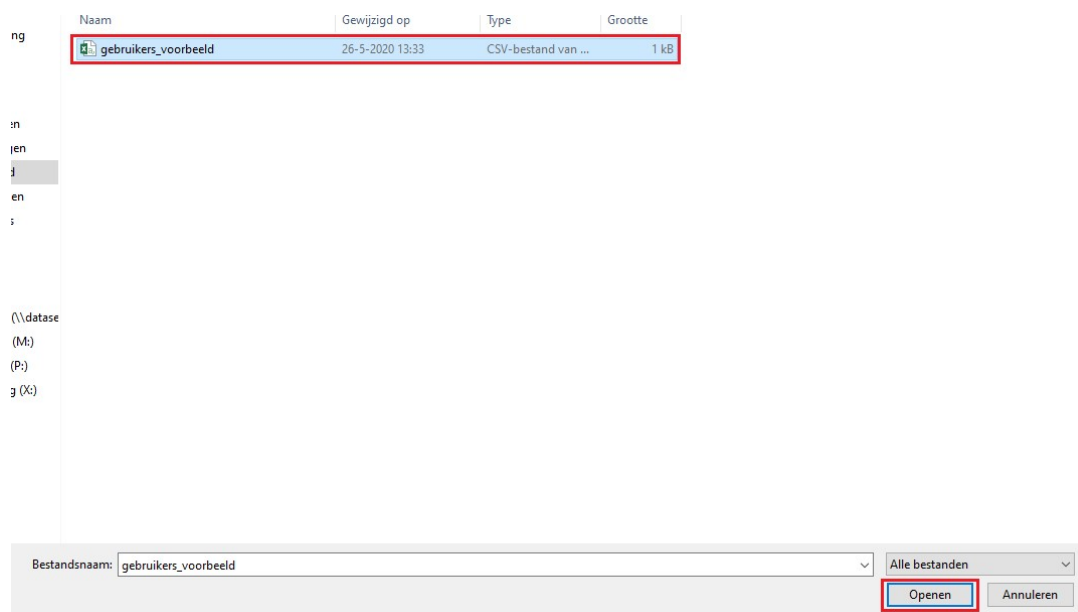 Naam Gewijzigd op Type Grootte
ng
gebruikers_voorbeeld 26-5-2020 13:33 CSV-bestand van ... 1 kB
en
gen
d
en
s
(\\datase
(M:)
(P:)
g (X:)
Bestandsnaam: gebruikers_voorbeeld Alle bestanden
Openen Annuleren